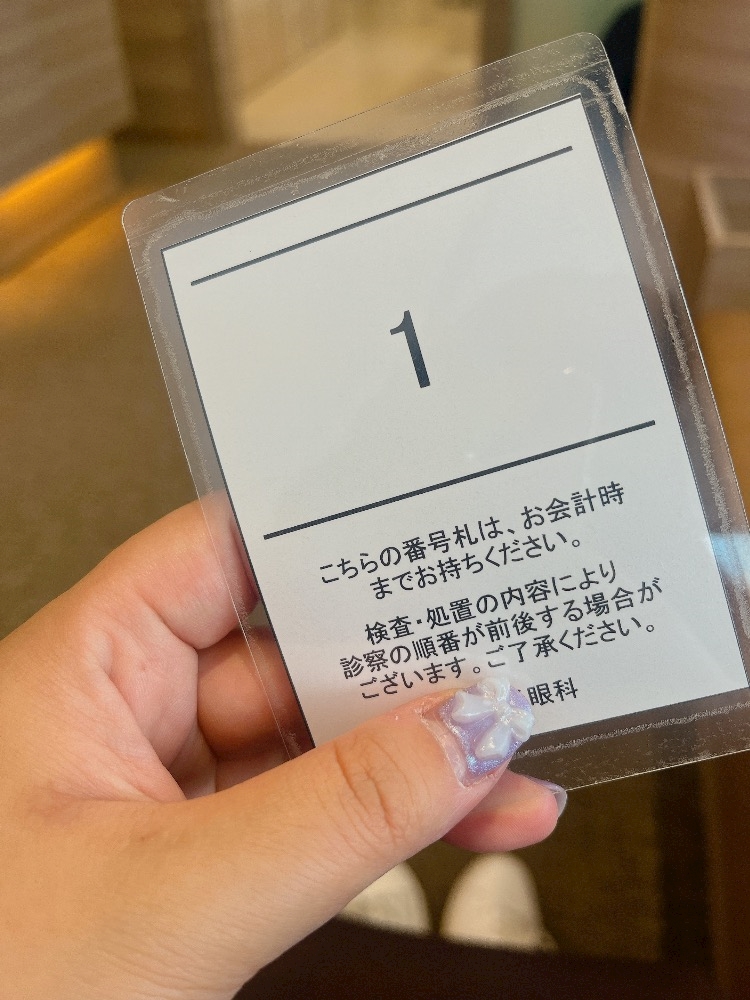 1
こちらの番号札は、お会計時
までお持ちください。
検査・処置の内容により
診察の順番が前後する場合が
ございます。ご了承ください。
眼科